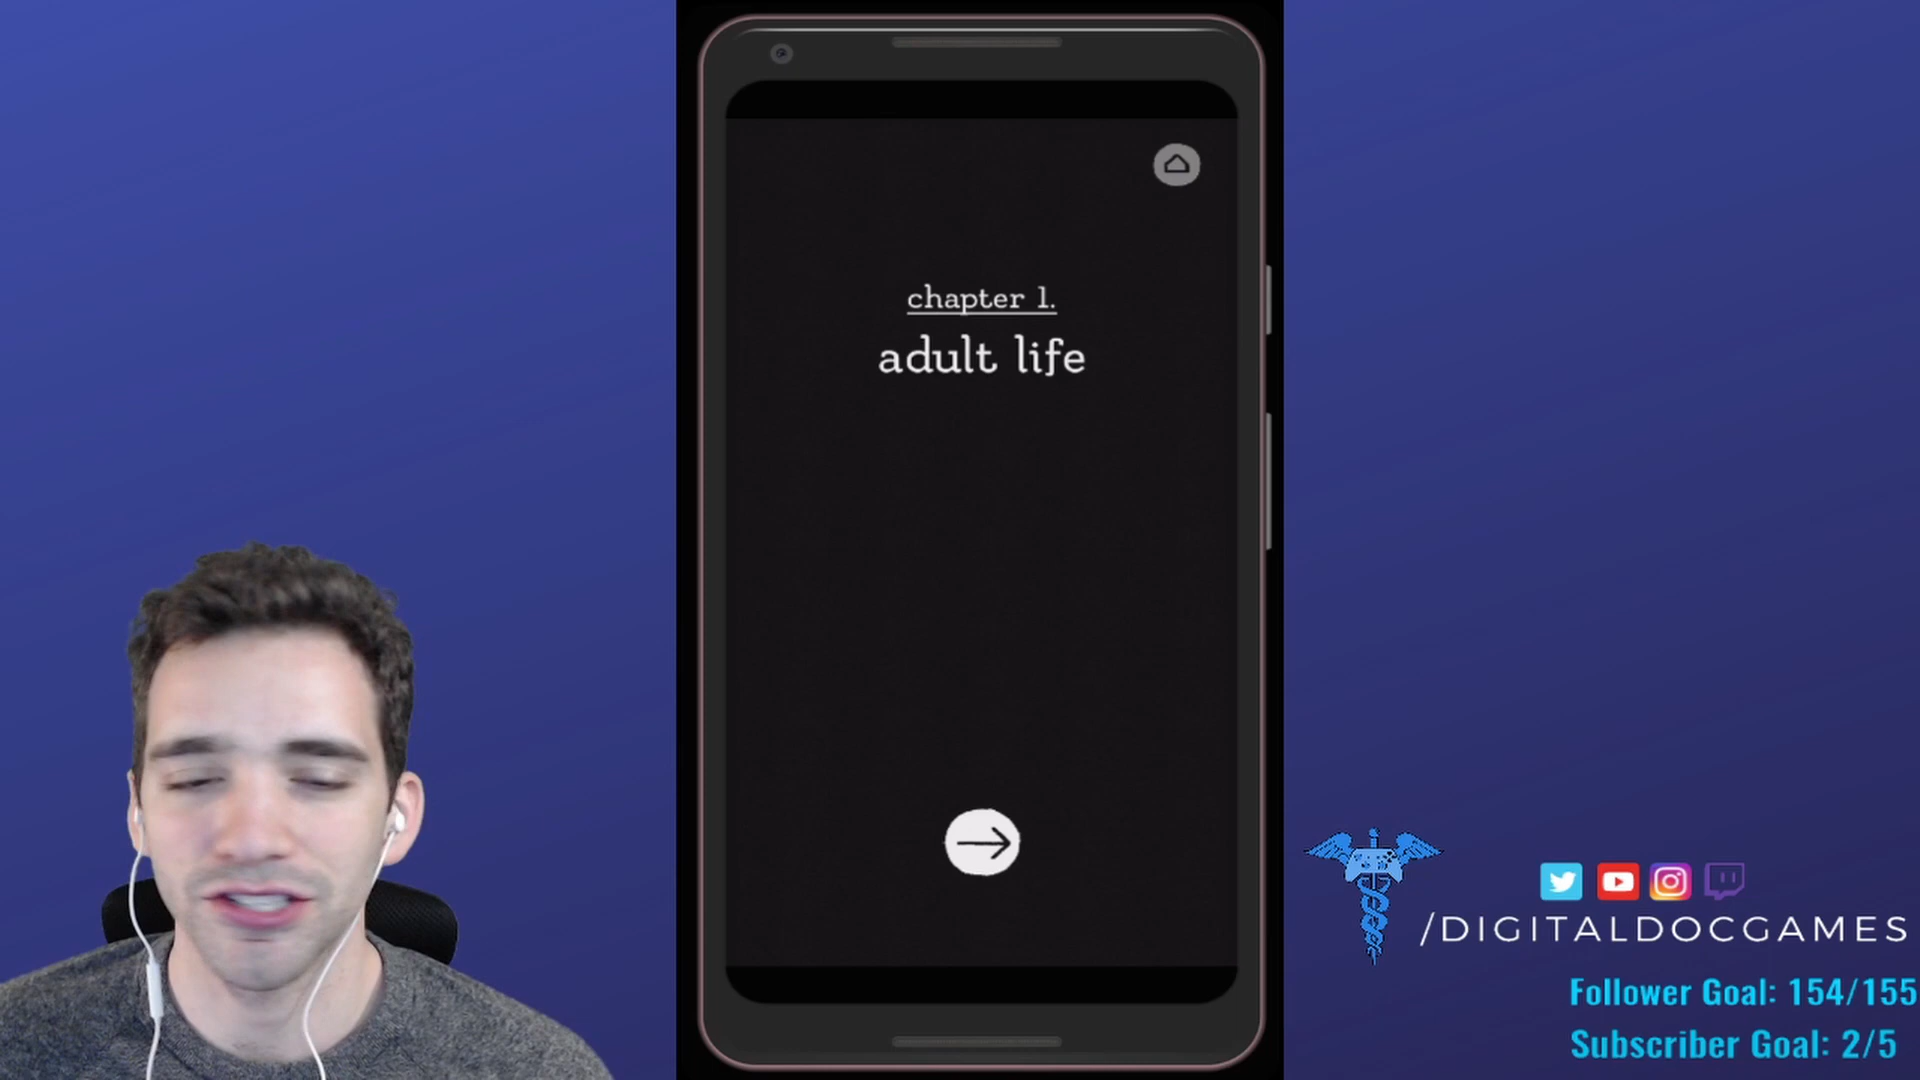 chapter 1.
adult life
/DIGITALDOCGAMES
Follower Goal: 154/155
Subscriber Goal: 2/5